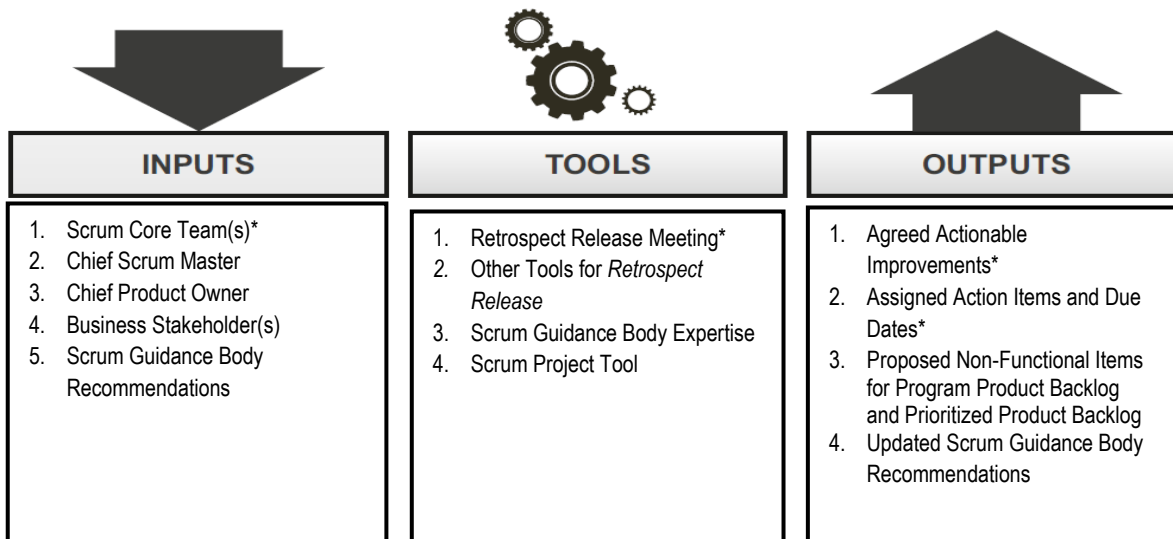 INPUTS
1. Scrum Core Team(s)*
2. Chief Scrum Master
3. Chief Product Owner
4. Business Stakeholder(s)
5. Scrum Guidance Body
Recommendations
TOOLS
1. Retrospect Release Meeting*
2. Other Tools for Retrospect
Release
3. Scrum Guidance Body Expertise
4. Scrum Project Tool
OUTPUTS
1. Agreed Actionable
Improvements*
2. Assigned Action Items and Due
Dates*
3. Proposed Non-Functional Items
for Program Product Backlog
and Prioritized Product Backlog
4. Updated Scrum Guidance Body
Recommendations